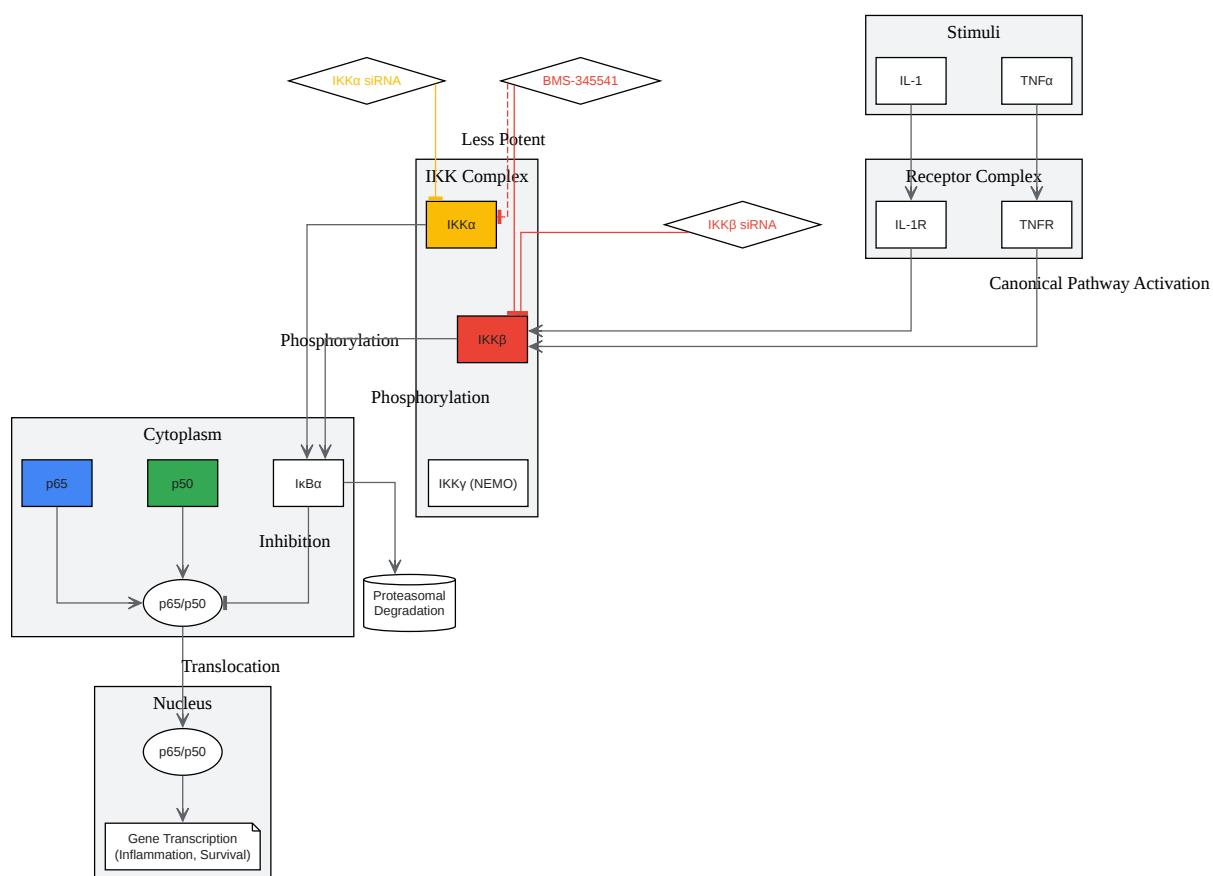 Stimuli
IL-1
TNFα
IKKα siRNA
BMS-345541
Less Potent
IKK Complex
Receptor Complex
IKKα
IKKβ siRNA
IL-1R
TNFR
Canonical Pathway Activation
Phosphorylation
IKKβ
Phosphorylation
Cytoplasm
p65
p50
IκBα
IKKγ (NEMO)
Inhibition
p65/p50
Proteasomal
Degradation
Translocation
Nucleus
p65/p50
Gene Transcription
(Inflammation, Survival)